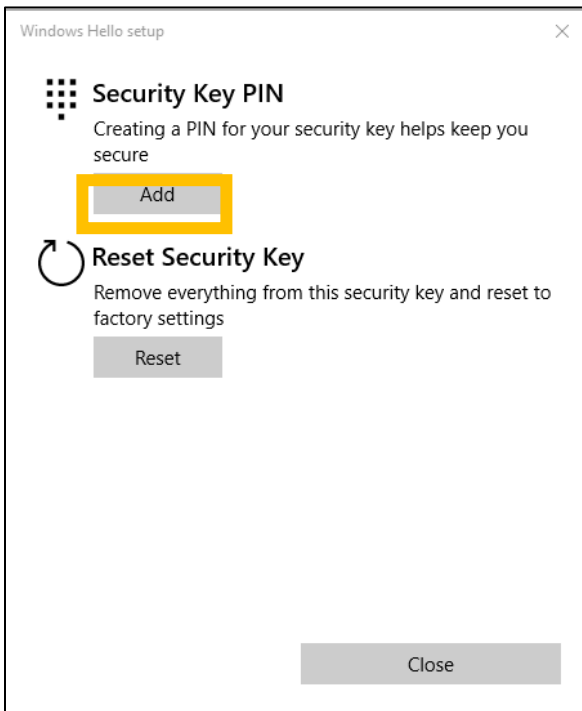 Windows Hello setup
Security Key PIN
Creating a PIN for your security key helps keep you
secure
Add
Reset Security Key
Remove everything from this security key and reset to
factory settings
Reset
Close